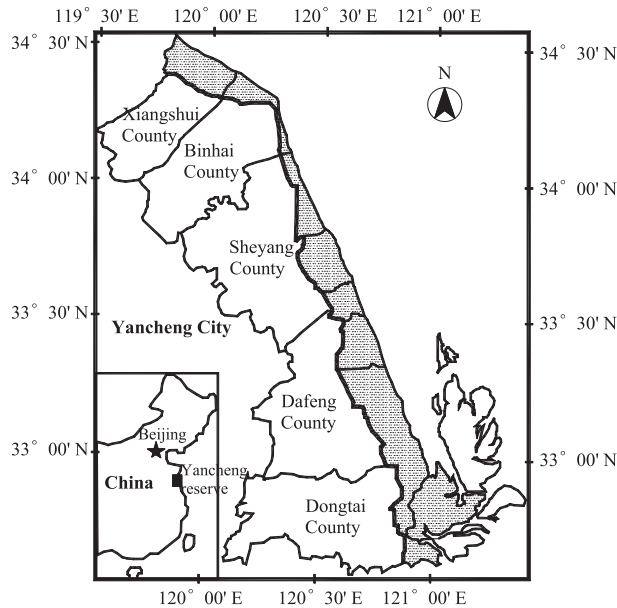 119° 30' E 120° 00' E 120° 30' E 121° 00' E
34° 30' N
34° 30' N
N
Xiangshui
County
Binhai
County
34° 00' N
34° 00' N
Sheyang
County
33° 30' N
33° 30' N
Yancheng City
Dafeng
County
Beijing
33° 00' N
33° 00' N
China
Yancheng
reserve
Dongtai
County
120° 00' E 120° 30' E 121° 00' E